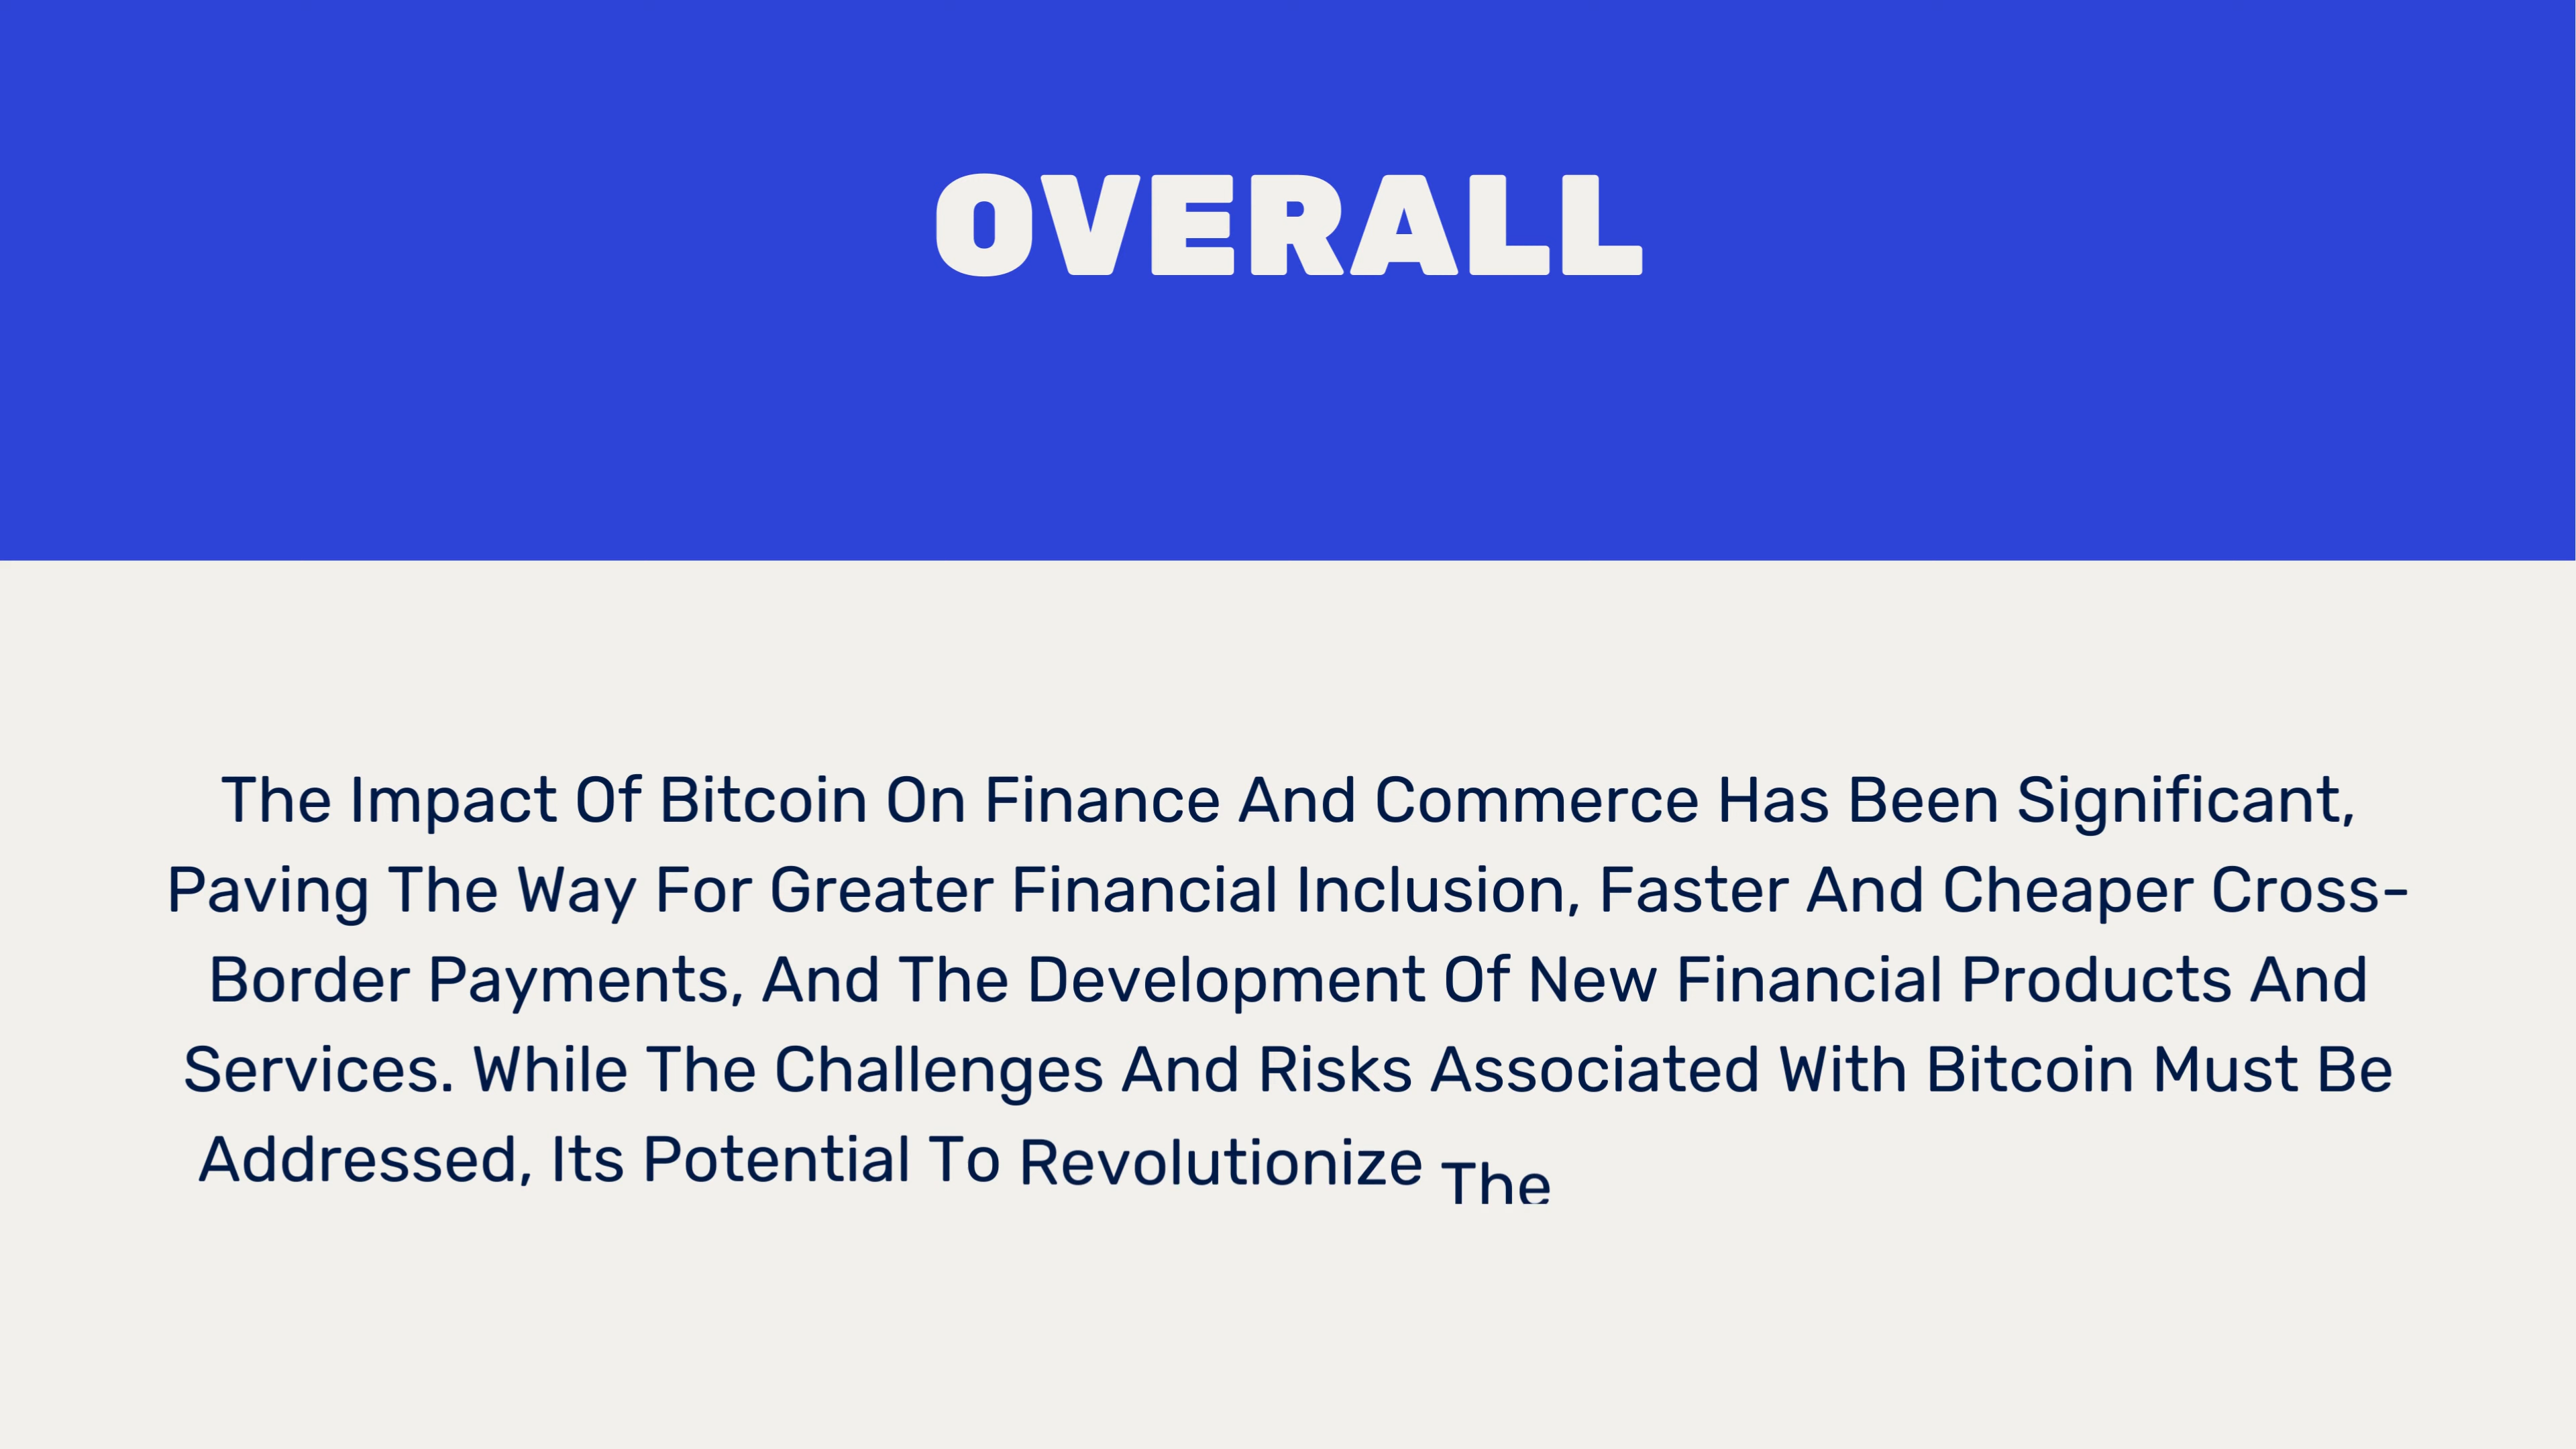 OVERALL
The Impact Of Bitcoin On Finance And Commerce Has Been Significant,
Paving The Way For Greater Financial Inclusion, Faster And Cheaper Cross-
Border Payments, And The Development Of New Financial Products And
Services. While The Challenges And Risks Associated With Bitcoin Must Be
Addressed, Its Potential To Revolutionize The